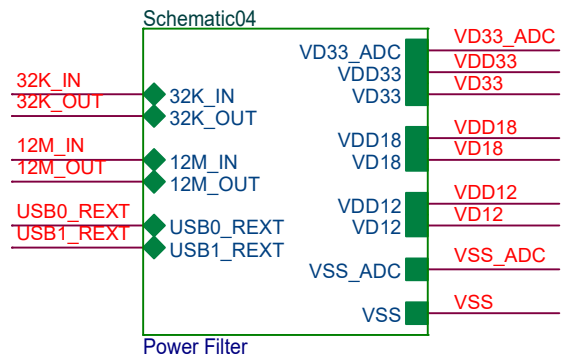 Schematic04
32K_IN
32K_OUT
12M_IN
12M_OUT
USB0_REXT
USB1_REXT
32K_IN
32K_OUT
12M_IN
12M_OUT
USB0_REXT
USB1_REXT
VD33_ADC
VDD33
VD33
VDD18
VD18
VDD12
VD12
VSS_ADC
VSS
VD33_ADC
VDD33
VD33
VDD18
VD18
VDD12
VD12
VSS_ADC
VSS
Power Filter